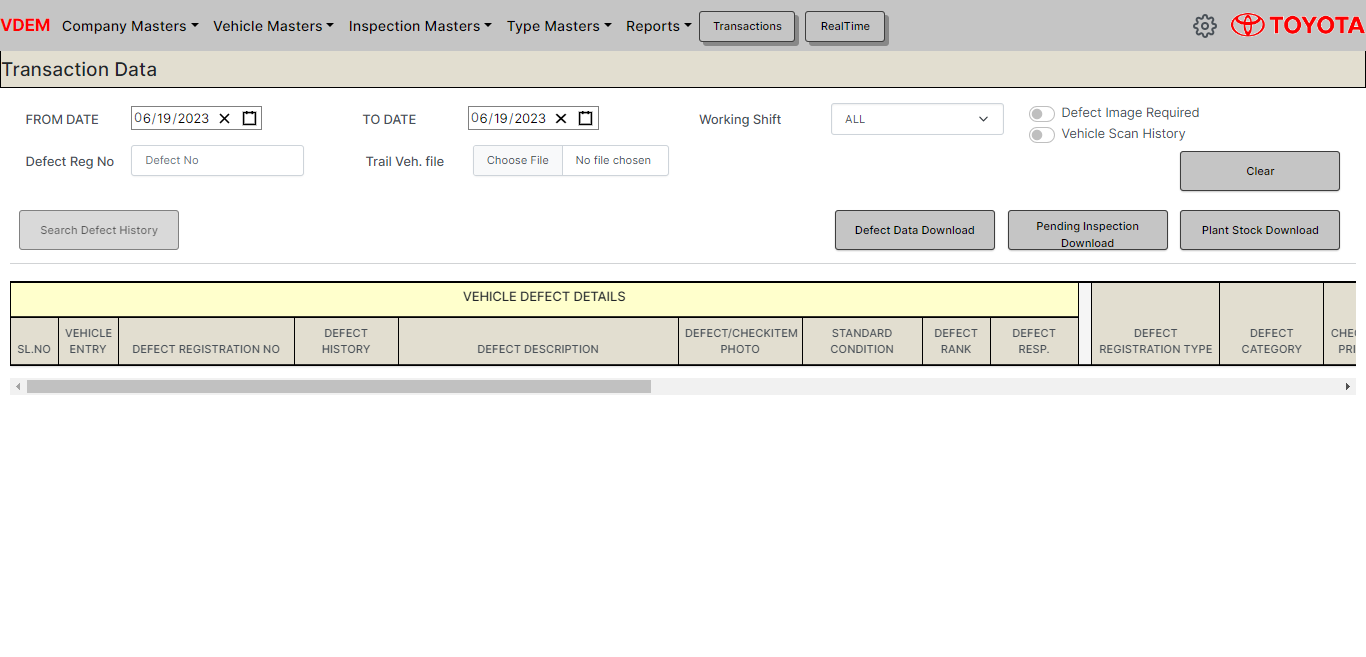 VDEM Company Masters Vehicle Masters Inspection Masters Type Masters Reports Transactions RealTime TOYOTA
Transaction Data
FROM DATE 06/19/2023 TO DATE 06/19/2023 Working Shift ALL Defect Image Required
Vehicle Scan History
Defect Reg No Defect No Trail Veh. file Choose File No file chosen
Clear
Search Defect History Defect Data Download Pending Inspection Download Plant Stock Download
VEHICLE DEFECT DETAILS
SL.NO
VEHICLE ENTRY
DEFECT REGISTRATION NO
DEFECT HISTORY
DEFECT DESCRIPTION
DEFECT/CHECKITEM PHOTO
STANDARD CONDITION
DEFECT RANK
DEFECT RESP.
DEFECT REGISTRATION TYPE
DEFECT CATEGORY